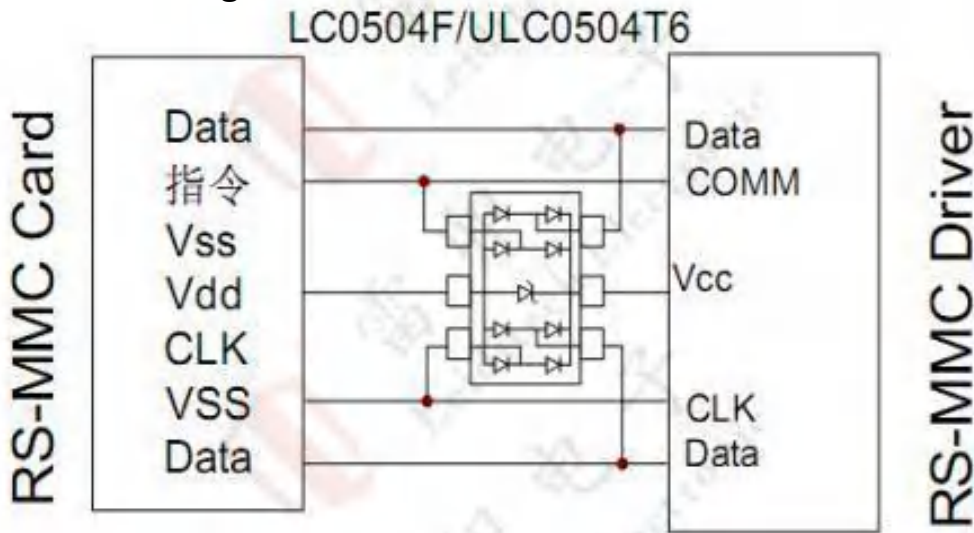 LC0504F/ULC0504T6
RS-MMC Card
Data
指令
Vss
Vdd
CLK
VSS
Data
Data
COMM
Vcc
CLK
Data
RS-MMC Driver